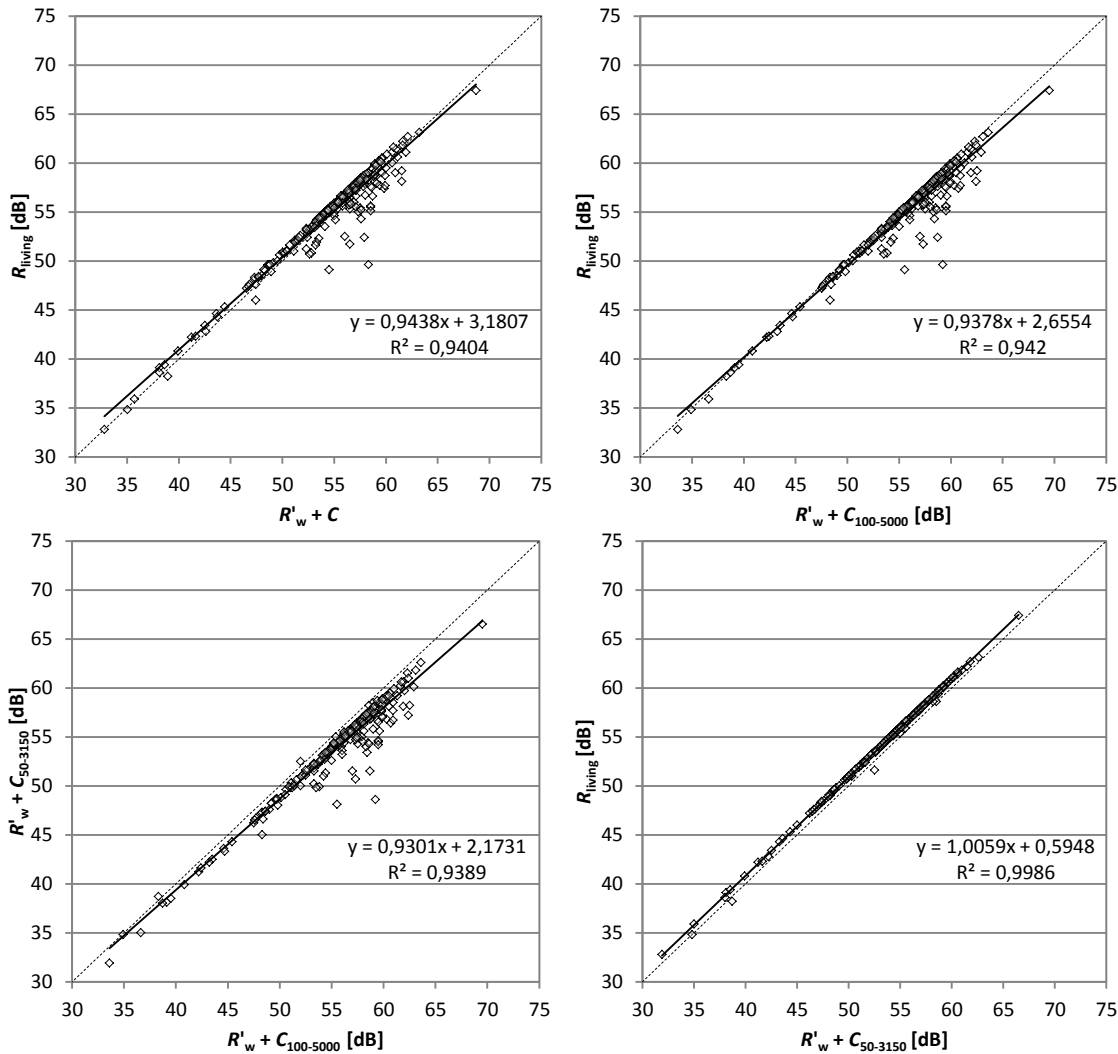 75
70
65
60
55
50
45
40
35
30
R_living [dB]
y = 0,9438x + 3,1807
R² = 0,9404
30 35 40 45 50 55 60 65 70 75
R'_w + C
75
70
65
60
55
50
45
40
35
30
R_living [dB]
y = 0,9378x + 2,6554
R² = 0,942
30 35 40 45 50 55 60 65 70 75
R'_w + C_100-5000 [dB]
75
70
65
60
55
50
45
40
35
30
R'_w + C_50-3150 [dB]
y = 0,9301x + 2,1731
R² = 0,9389
30 35 40 45 50 55 60 65 70 75
R'_w + C_100-5000 [dB]
75
70
65
60
55
50
45
40
35
30
R_living [dB]
y = 1,0059x + 0,5948
R² = 0,9986
30 35 40 45 50 55 60 65 70 75
R'_w + C_50-3150 [dB]